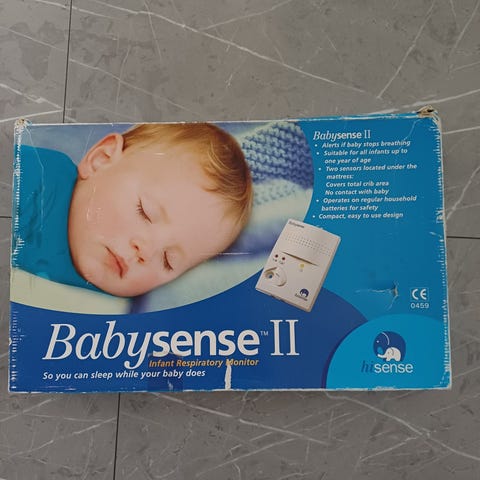 Babysense II
• Alerts if baby stops breathing
• Suitable for all infants up to
one year of age
• Two sensors located under the
mattress:
Covers total crib area
No contact with baby
• Operates on regular household
batteries for safety
• Compact, easy to use design
Babysense
hisense
CE
0459
Babysense™ II
Infant Respiratory Monitor
So you can sleep while your baby does
hisense